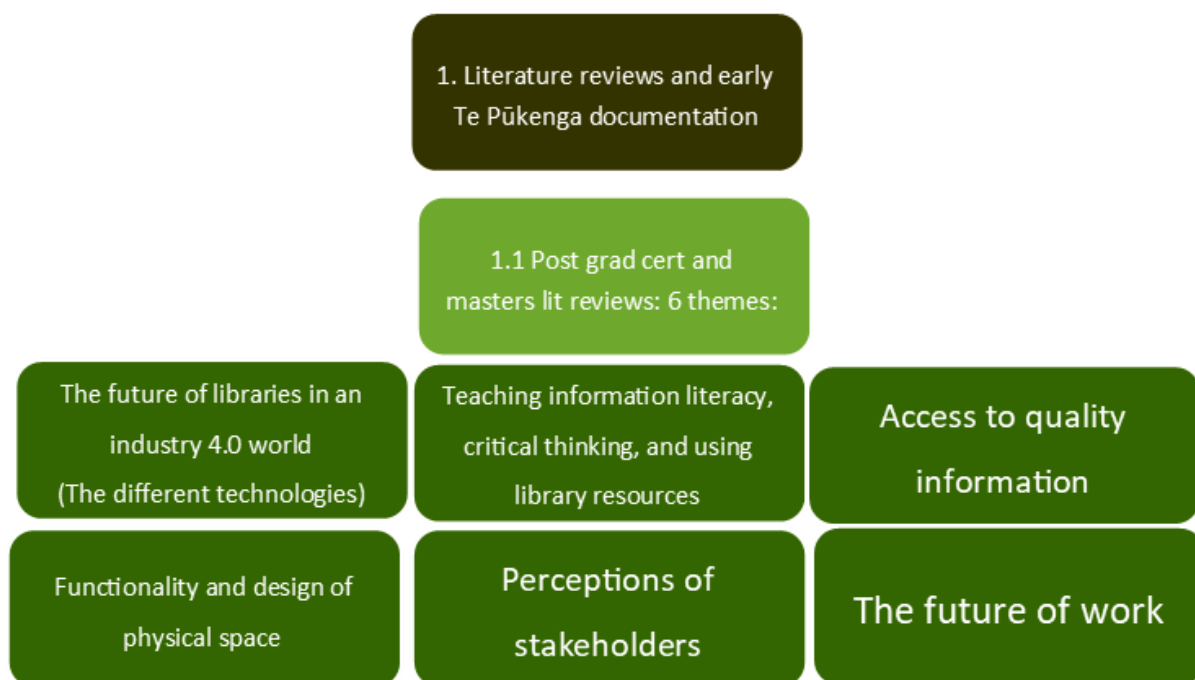 1. Literature reviews and early
Te Pūkenga documentation
1.1 Post grad cert and
masters lit reviews: 6 themes:
The future of libraries in an
industry 4.0 world
(The different technologies)
Teaching information literacy,
critical thinking, and using
library resources
Access to quality
information
Functionality and design of
physical space
Perceptions of
stakeholders
The future of work